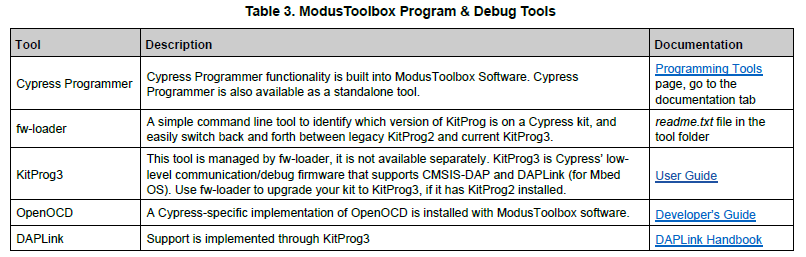 Table 3. ModusToolbox Program & Debug Tools
Tool Description Documentation
Cypress Programmer
Cypress Programmer functionality is built into ModusToolbox Software. Cypress
Programmer is also available as a standalone tool.
Programming Tools
page, go to the
documentation tab
fw-loader
A simple command line tool to identify which version of KitProg is on a Cypress kit, and
easily switch back and forth between legacy KitProg2 and current KitProg3.
readme.txt file in the
tool folder
KitProg3
This tool is managed by fw-loader, it is not available separately. KitProg3 is Cypress' low-
level communication/debug firmware that supports CMSIS-DAP and DAPLink (for Mbed
OS). Use fw-loader to upgrade your kit to KitProg3, if it has KitProg2 installed.
User Guide
OpenOCD
A Cypress-specific implementation of OpenOCD is installed with ModusToolbox software.
Developer's Guide
DAPLink
Support is implemented through KitProg3
DAPLink Handbook